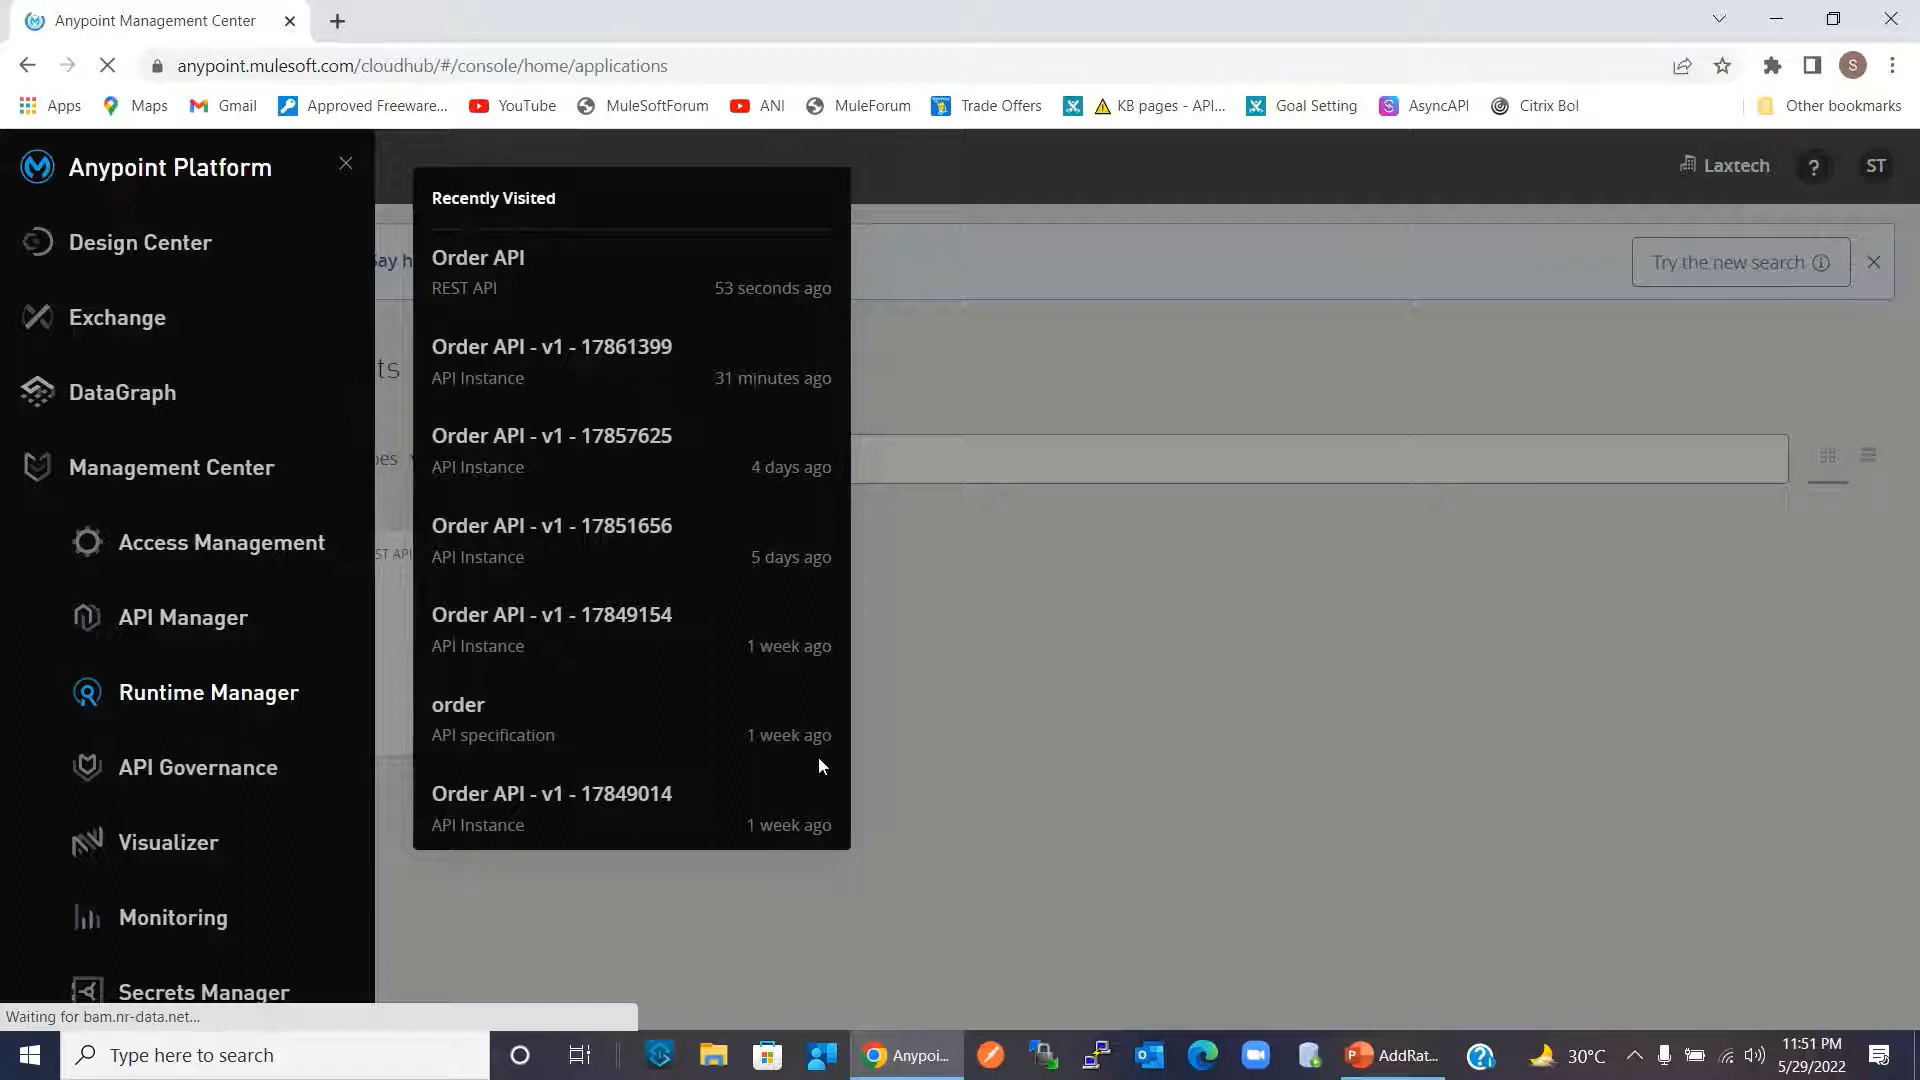 Anypoint Management Center
anypoint.mulesoft.com/cloudhub/#/console/home/applications
S
Apps Maps Gmail Approved Freeware... YouTube MuleSoftForum ANI MuleForum Trade Offers KB pages - API... Goal Setting AsyncAPI Citrix Bol Other bookmarks
Anypoint Platform
Laxtech ? ST
Recently Visited
Design Center
Exchange
DataGraph
Management Center
Access Management
API Manager
Runtime Manager
API Governance
Visualizer
Monitoring
Secrets Manager
Order API
REST API 53 seconds ago
Order API - v1 - 17861399
API Instance 31 minutes ago
Order API - v1 - 17857625
API Instance 4 days ago
Order API - v1 - 17851656
API Instance 5 days ago
Order API - v1 - 17849154
API Instance 1 week ago
order
API specification 1 week ago
Order API - v1 - 17849014
API Instance 1 week ago
Say h
Try the new search
ts
pes
ST API
Waiting for bam.nr-data.net...
Type here to search
Anypoi...
AddRat...
30°C
11:51 PM
5/29/2022